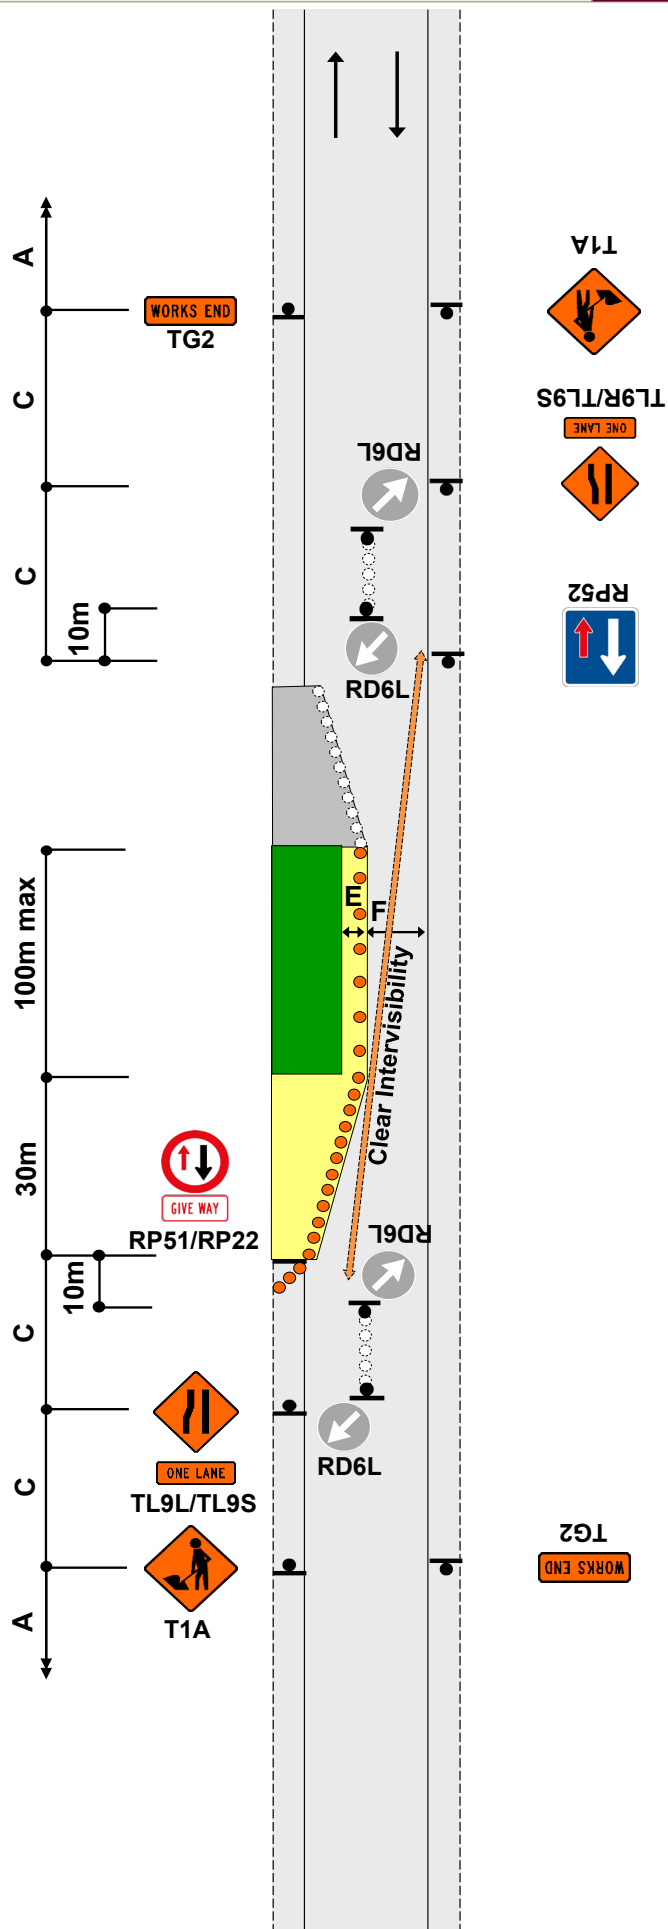 T1A
A
WORKS END
TG2
C
TL9R/TL9S
ONE LANE
RD6L
C
10m
RP52
RD6L
100m max
E
F
Clear Intervisibility
30m
GIVE WAY
RP51/RP22
RD6L
10m
C
ONE LANE
TL9L/TL9S
RD6L
C
TG2
WORKS END
T1A
A